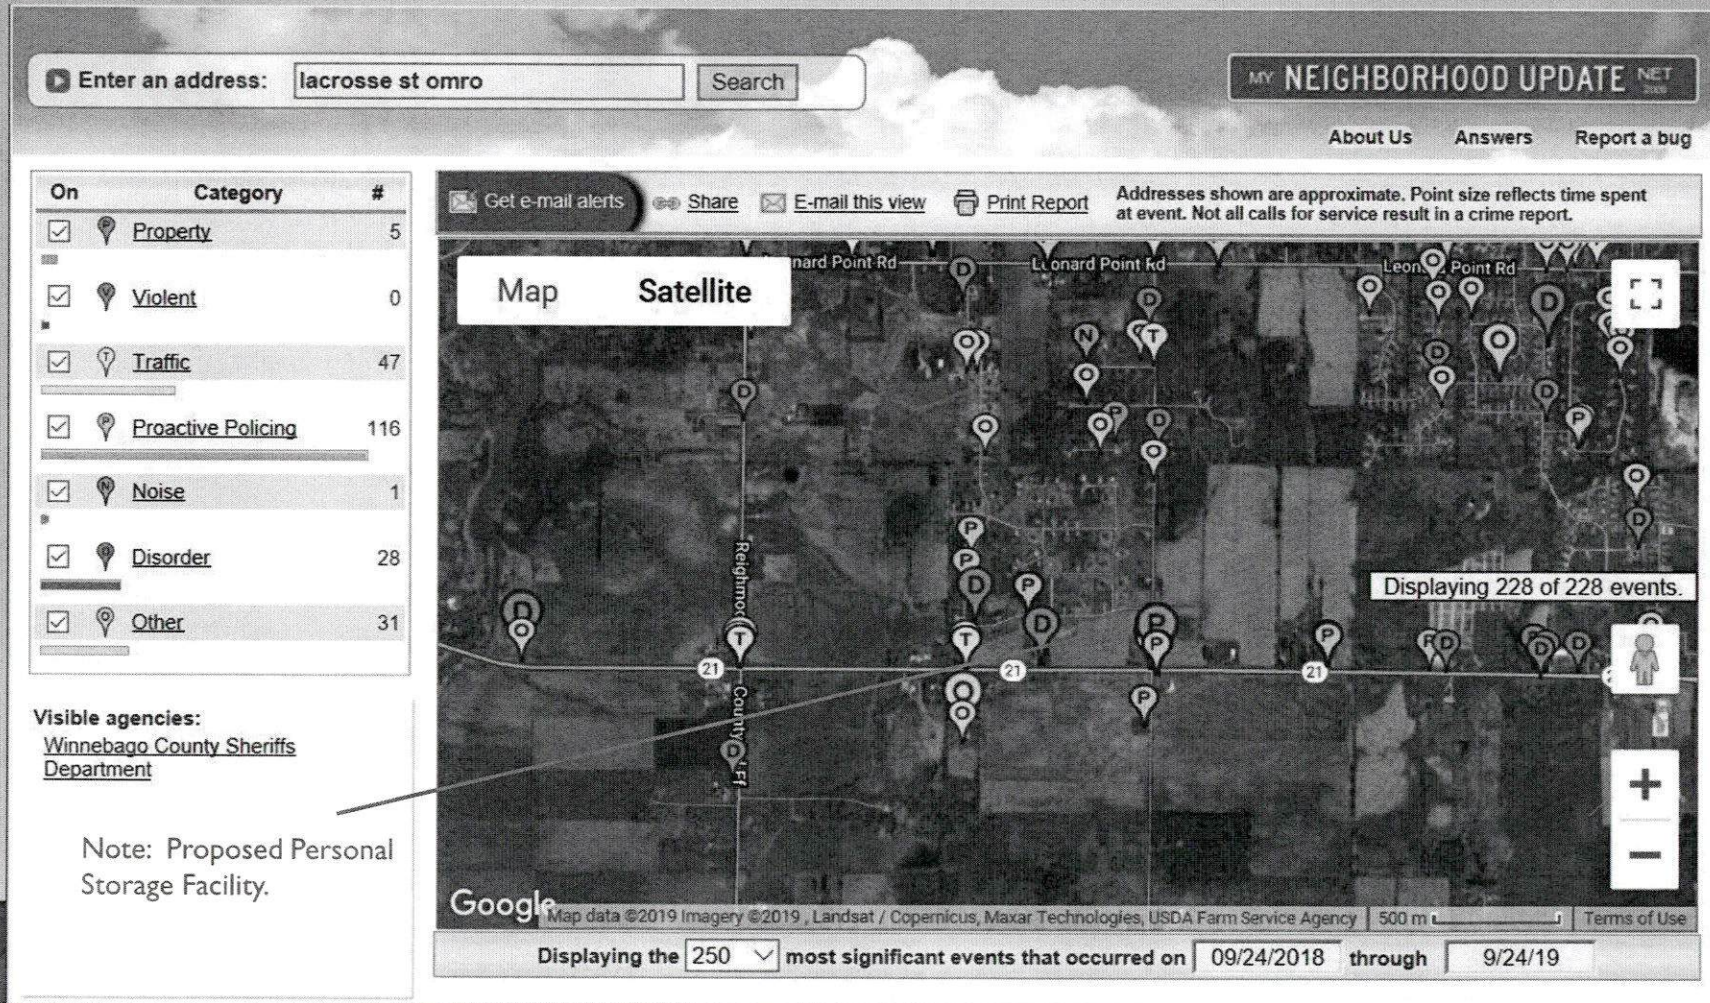 Enter an address: lacrosse st omro Search
MY NEIGHBORHOOD UPDATE NET
About Us Answers Report a bug
On Category #
Property 5
Violent 0
Traffic 47
Proactive Policing 116
Noise 1
Disorder 28
Other 31
Visible agencies:
Winnebago County Sheriffs
Department
Note: Proposed Personal
Storage Facility.
Get e-mail alerts Share E-mail this view Print Report
Addresses shown are approximate. Point size reflects time spent
at event. Not all calls for service result in a crime report.
Map Satellite
Leonard Point Rd
Point Rd
D
O
D
N
T
O
P
21
21
21
County
Ff
Displaying 228 of 228 events.
Google
Map data ©2019 Imagery ©2019 , Landsat / Copernicus, Maxar Technologies, USDA Farm Service Agency 500 m Terms of Use
Displaying the 250 most significant events that occurred on 09/24/2018 through 9/24/19